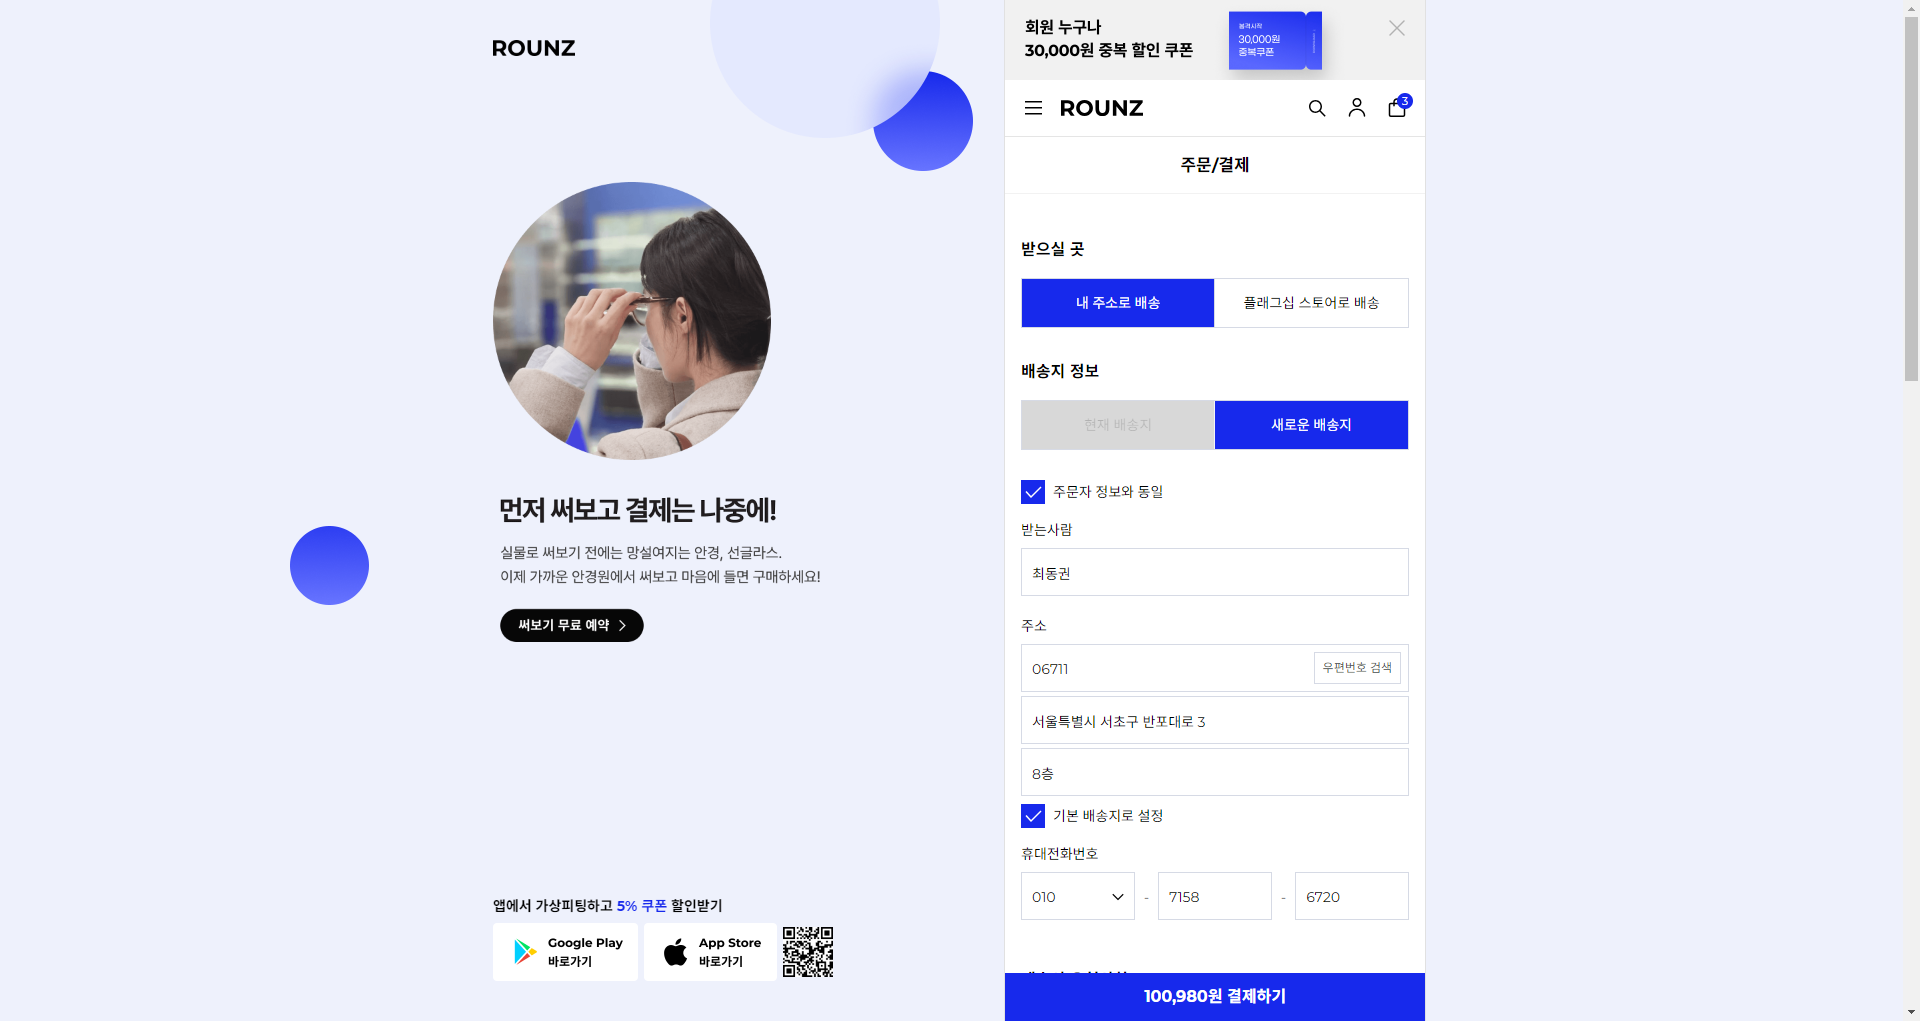 ROUNZ
먼저 써보고 결제는 나중에!
실물로 써보기 전에는 망설여지는 안경, 선글라스.
이제 가까운 안경원에서 써보고 마음에 들면 구매하세요!
써보기 무료 예약
앱에서 가상피팅하고 5% 쿠폰 할인받기
Google Play
바로가기
App Store
바로가기
회원 누구나
30,000원 중복 할인 쿠폰
30,000원
중복쿠폰
ROUNZ
3
주문/결제
받으실 곳
내 주소로 배송
플래그십 스토어로 배송
배송지 정보
현재 배송지
새로운 배송지
주문자 정보와 동일
받는사람
최동권
주소
06711
우편번호 검색
서울특별시 서초구 반포대로 3
8층
기본 배송지로 설정
휴대전화번호
010 - 7158 - 6720
100,980원 결제하기